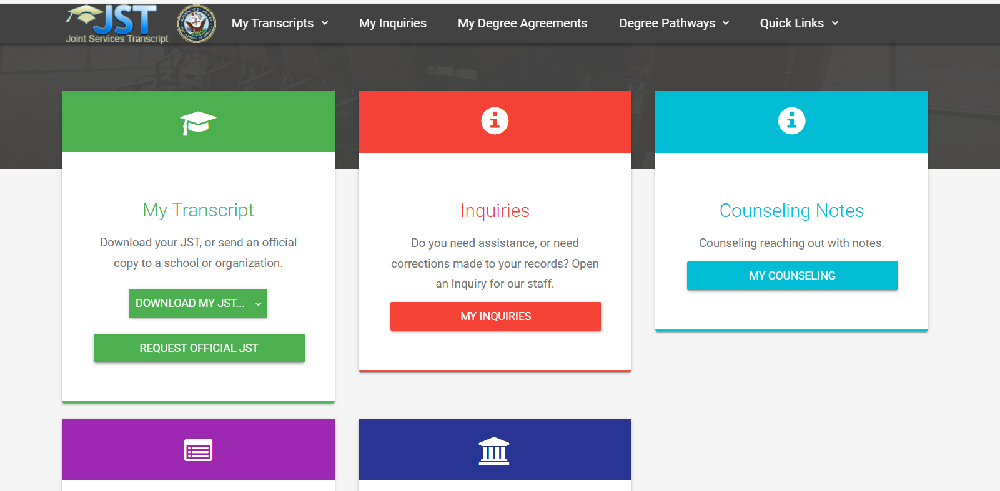 JST
Joint Services Transcript
My Transcripts
My Inquiries
My Degree Agreements
Degree Pathways
Quick Links
My Transcript
Download your JST, or send an official
copy to a school or organization.
DOWNLOAD MY JST...
REQUEST OFFICIAL JST
Inquiries
Do you need assistance, or need
corrections made to your records? Open
an Inquiry for our staff.
MY INQUIRIES
Counseling Notes
Counseling reaching out with notes.
MY COUNSELING